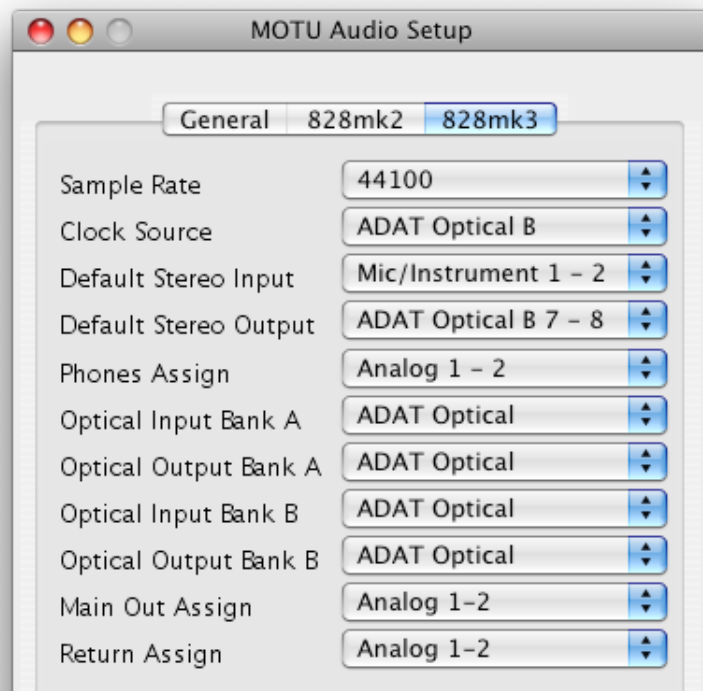 MOTU Audio Setup
General 828mk2 828mk3
Sample Rate 44100
Clock Source ADAT Optical B
Default Stereo Input Mic/Instrument 1 – 2
Default Stereo Output ADAT Optical B 7 – 8
Phones Assign Analog 1 – 2
Optical Input Bank A ADAT Optical
Optical Output Bank A ADAT Optical
Optical Input Bank B ADAT Optical
Optical Output Bank B ADAT Optical
Main Out Assign Analog 1-2
Return Assign Analog 1-2